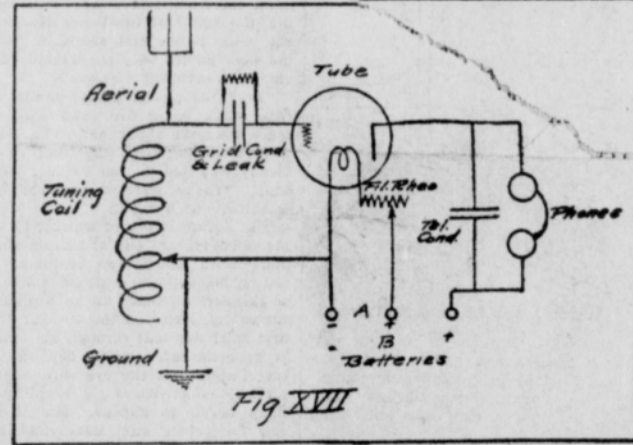 Tube
Aerial
Grid Cond.
& Leak
Fil. Rheo
Tuning
Coil
Tel.
Cond.
Phones
- A + +
- B
Batteries
Ground
Fig XVII